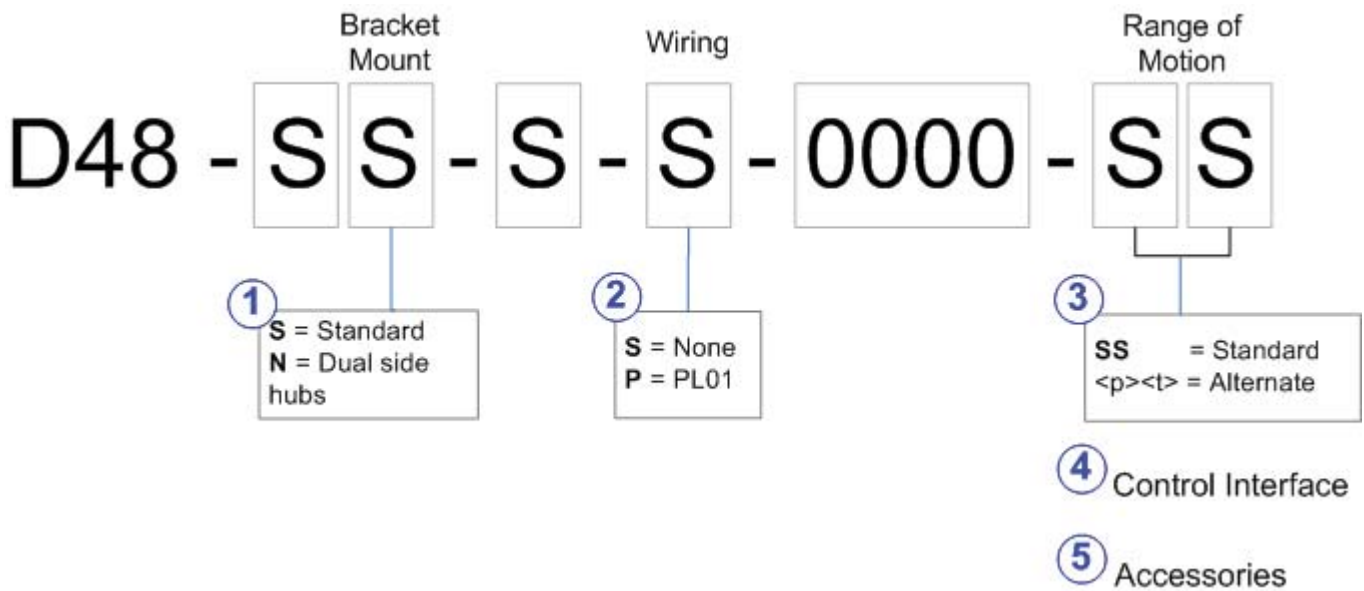 Bracket
Mount
Wiring
Range of
Motion
D48 - S S - S - S - 0000 - S S
1
S = Standard
N = Dual side
hubs
2
S = None
P = PL01
3
SS = Standard
<p><t> = Alternate
4 Control Interface
5 Accessories